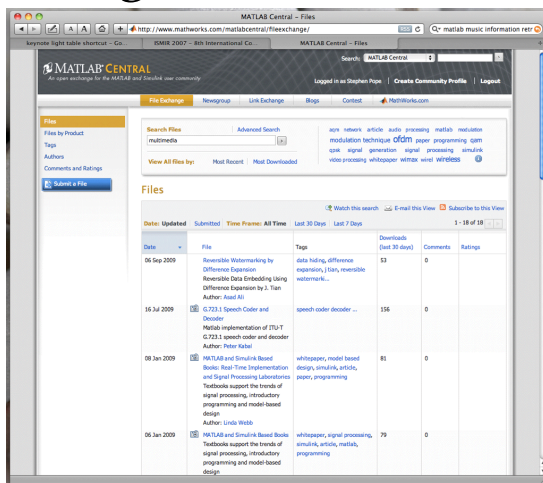 MATLAB Central - Files
http://www.mathworks.com/matlabcentral/fileexchange/
RSS
matlab music information retr
keynote light table shortcut – Go...
ISMIR 2007 – 8th International Co...
MATLAB Central – Files
Search: MATLAB Central
MATLAB CENTRAL
An open exchange for the MATLAB and Simulink user community
Logged in as Stephen Pope | Create Community Profile | Logout
File Exchange Newsgroup Link Exchange Blogs Contest MathWorks.com
Files
Files by Product
Tags
Authors
Comments and Ratings
Submit a File
Search Files Advanced Search
multimedia
View All files by: Most Recent Most Downloaded
aqm network article audio processing matlab modulation
modulation technique ofdm paper programming qam
qpsk signal generation signal processing simulink
video processing whitepaper wimax wirel wireless
Files
Watch this search E-mail this View Subscribe to this View
Date: Updated Submitted Time Frame: All Time Last 30 Days Last 7 Days 1 - 18 of 18
Date File Tags Downloads (last 30 days) Comments Ratings
06 Sep 2009
Reversible Watermarking by
Difference Expansion
Reversible Data Embedding Using
Difference Expansion by J. Tian
Author: Asad Ali
data hiding, difference
expansion, j tian, reversible
watermarki...
53
0
16 Jul 2009
G.723.1 Speech Coder and
Decoder
Matlab implementation of ITU-T
G.723.1 speech coder and decoder
Author: Peter Kabal
speech coder decoder ...
156
0
08 Jan 2009
MATLAB and Simulink Based
Books: Real-Time Implementation
and Signal Processing Laboratories
Textbooks support the trends of
signal processing, introductory
programming and model-based
design
Author: Linda Webb
whitepaper, model based
design, simulink, article,
paper, programming
81
0
06 Jan 2009
MATLAB and Simulink Based Books
Textbooks support the trends of
signal processing, introductory
programming and model-based
design
whitepaper, signal processing,
simulink, article, matlab,
programming
79
0